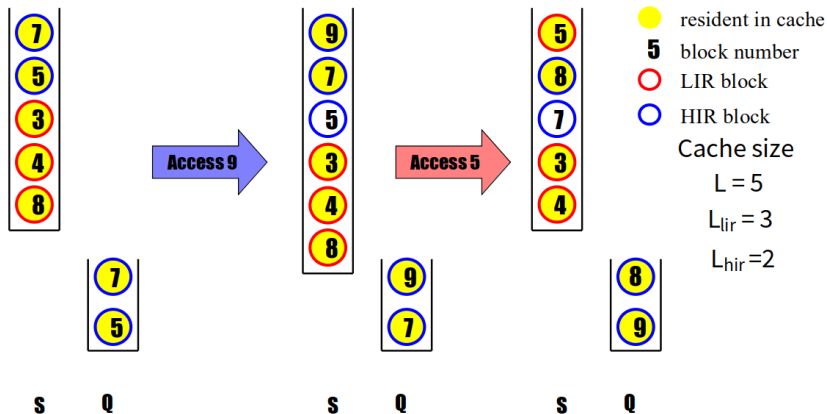 7
5
3
4
8
Access 9
9
7
5
3
4
8
Access 5
5
8
7
3
4
resident in cache
5 block number
LIR block
HIR block
Cache size
L = 5
Llir = 3
Lhir =2
7
5
9
7
8
9
S Q S Q S Q